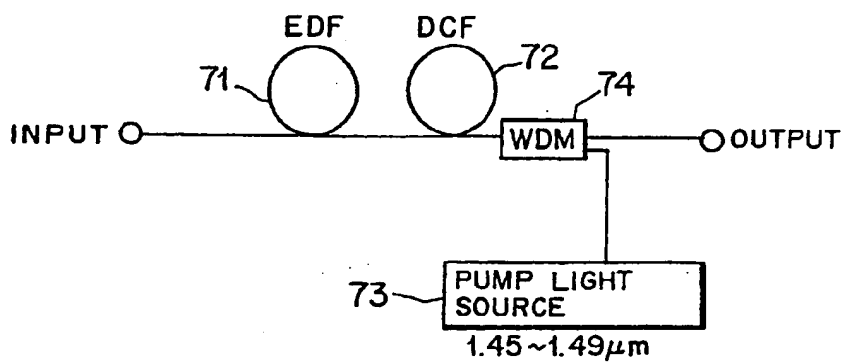 EDF
DCF
71
72
74
INPUT
WDM
OUTPUT
73
PUMP LIGHT
SOURCE
1.45~1.49μm